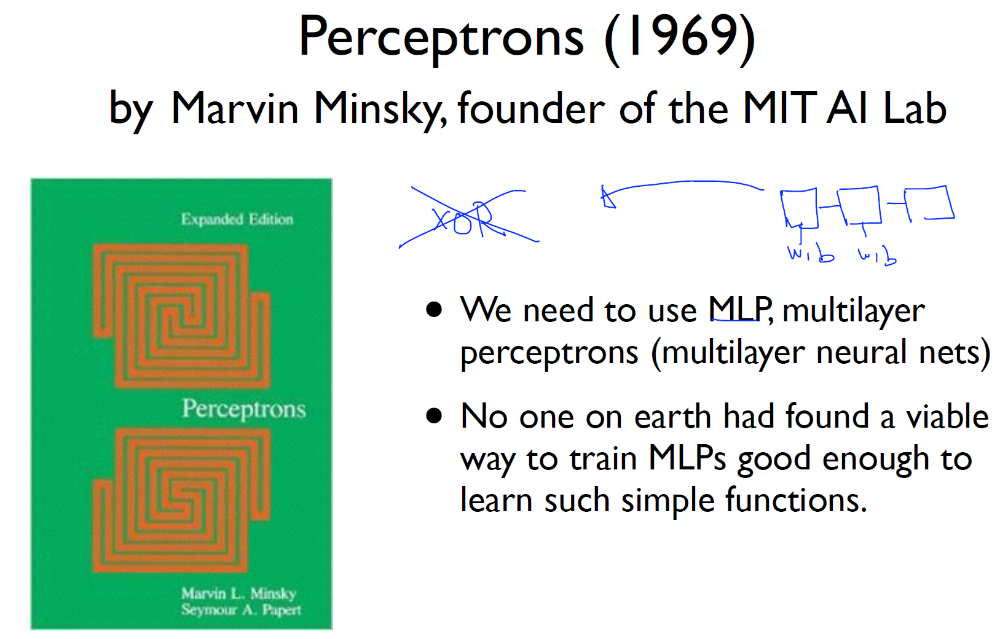 Perceptrons (1969)
by Marvin Minsky, founder of the MIT AI Lab
Expanded Edition
Perceptrons
Marvin L. Minsky
Seymour A. Papert
XOR
w, b w, b
• We need to use MLP, multilayer
perceptrons (multilayer neural nets)
• No one on earth had found a viable
way to train MLPs good enough to
learn such simple functions.